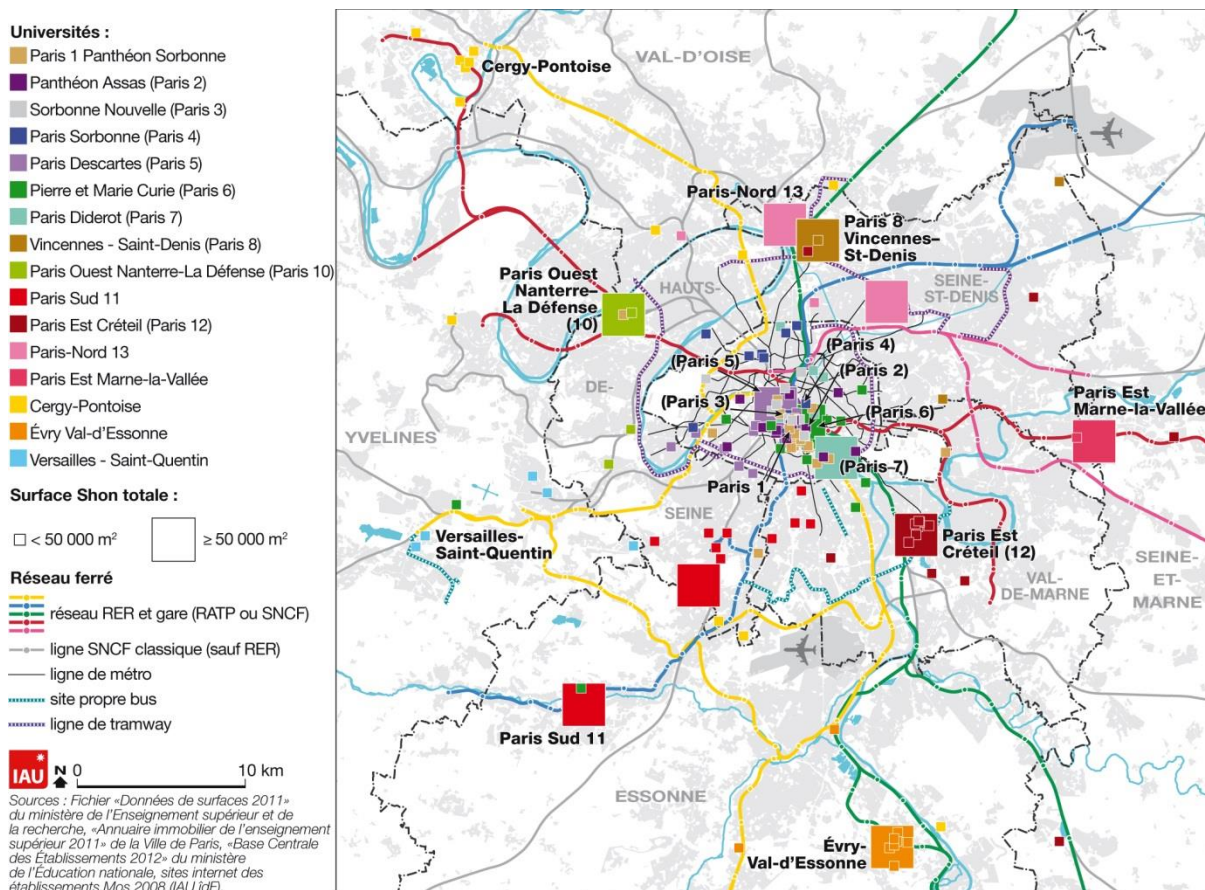 Universités :
Paris 1 Panthéon Sorbonne
Panthéon Assas (Paris 2)
Sorbonne Nouvelle (Paris 3)
Paris Sorbonne (Paris 4)
Paris Descartes (Paris 5)
Pierre et Marie Curie (Paris 6)
Paris Diderot (Paris 7)
Vincennes - Saint-Denis (Paris 8)
Paris Ouest Nanterre-La Défense (Paris 10)
Paris Sud 11
Paris Est Créteil (Paris 12)
Paris-Nord 13
Paris Est Marne-la-Vallée
Cergy-Pontoise
Évry Val-d'Essonne
Versailles - Saint-Quentin
Surface Shon totale :
< 50 000 m²
≥ 50 000 m²
Réseau ferré
réseau RER et gare (RATP ou SNCF)
ligne SNCF classique (sauf RER)
ligne de métro
site propre bus
ligne de tramway
IAU
N
0
10 km
Sources : Fichier «Données de surfaces 2011»
du ministère de l'Enseignement supérieur et de
la recherche, «Annuaire immobilier de l'enseignement
supérieur 2011» de la Ville de Paris, «Base Centrale
des Établissements 2012» du ministère
de l'Éducation nationale, sites internet des
établissements Mos 2008 (IAU îdF).
VAL-D'OISE
Cergy-Pontoise
Paris-Nord 13
Paris 8
Vincennes–
St-Denis
Paris Ouest
Nanterre–
La Défense
(10)
HAUTS-
SEINE-
ST-DENIS
(Paris 4)
(Paris 5)
(Paris 2)
DE-
(Paris 3)
(Paris 6)
Paris Est
Marne-la-Vallée
YVELINES
(Paris 7)
Paris 1
SEINE
Versailles-
Saint-Quentin
Paris Est
Créteil (12)
VAL-
DE-MARNE
SEINE-
ET-
MARNE
Paris Sud 11
ESSONNE
Évry-
Val-d'Essonne